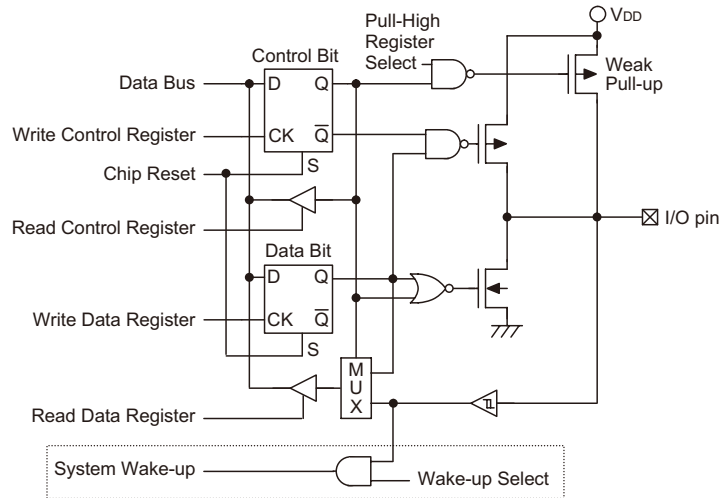 VDD
Pull-High
Register
Select
Control Bit
Weak
Pull-up
Data Bus
D
Q
Write Control Register
CK
Q
S
Chip Reset
I/O pin
Read Control Register
Data Bit
D
Q
Write Data Register
CK
Q
S
M
U
X
Read Data Register
System Wake-up
Wake-up Select